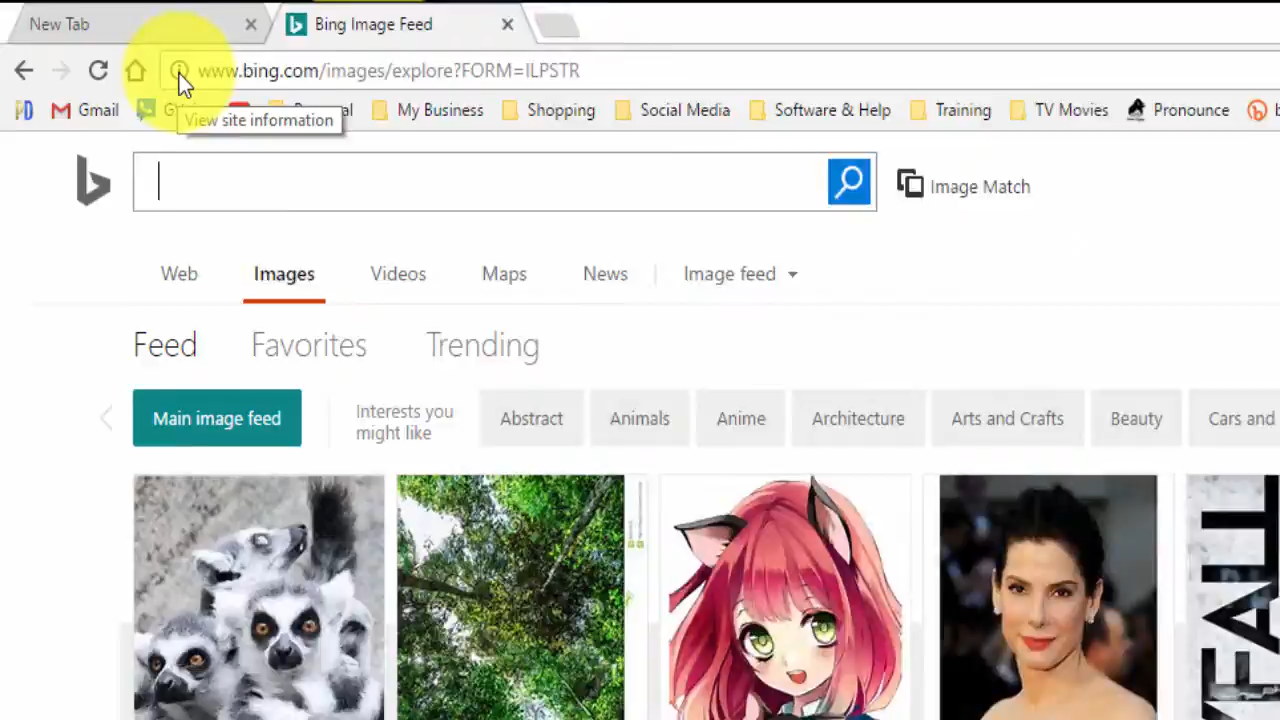 New Tab
Bing Image Feed
www.bing.com/images/explore?FORM=ILPSTR
Gmail My Business Shopping Social Media Software & Help Training TV Movies Pronounce
View site information
Image Match
Web Images Videos Maps News Image feed
Feed Favorites Trending
Main image feed
Interests you
might like
Abstract Animals Anime Architecture Arts and Crafts Beauty Cars and